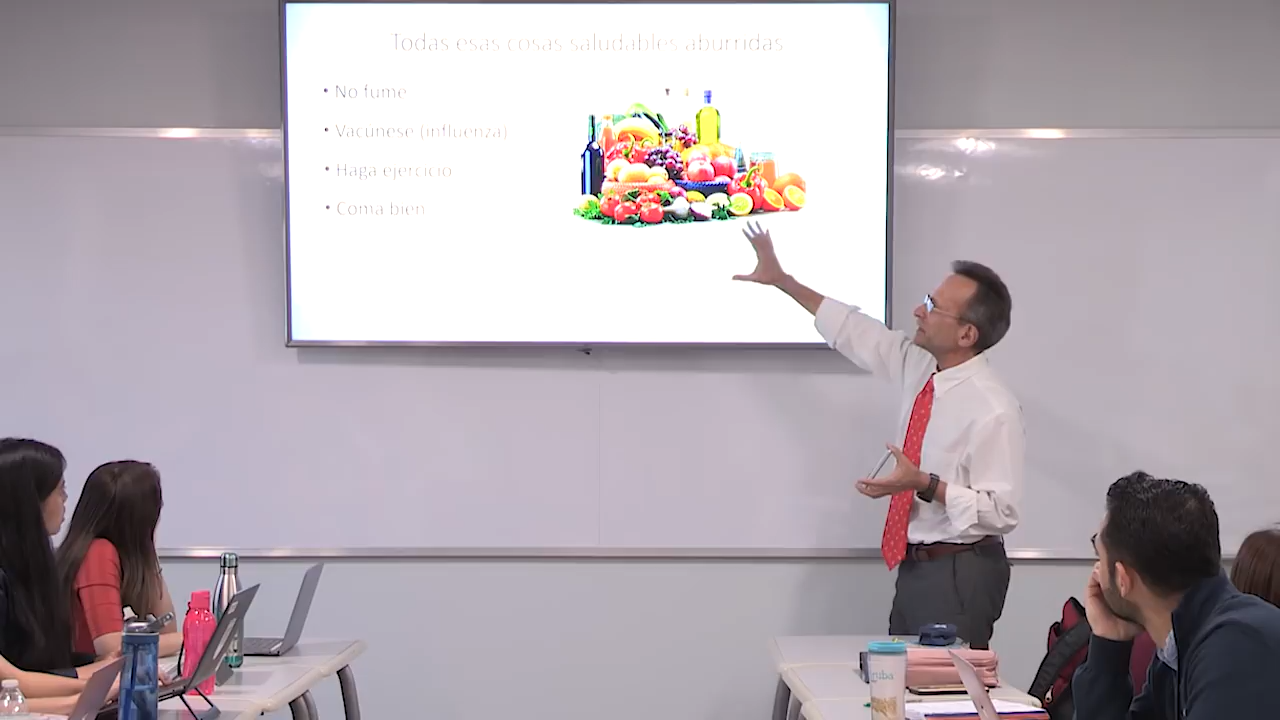 Todas esas cosas saludables aburridas
• No fume
• Vacúnese (influenza)
• Haga ejercicio
• Coma bien